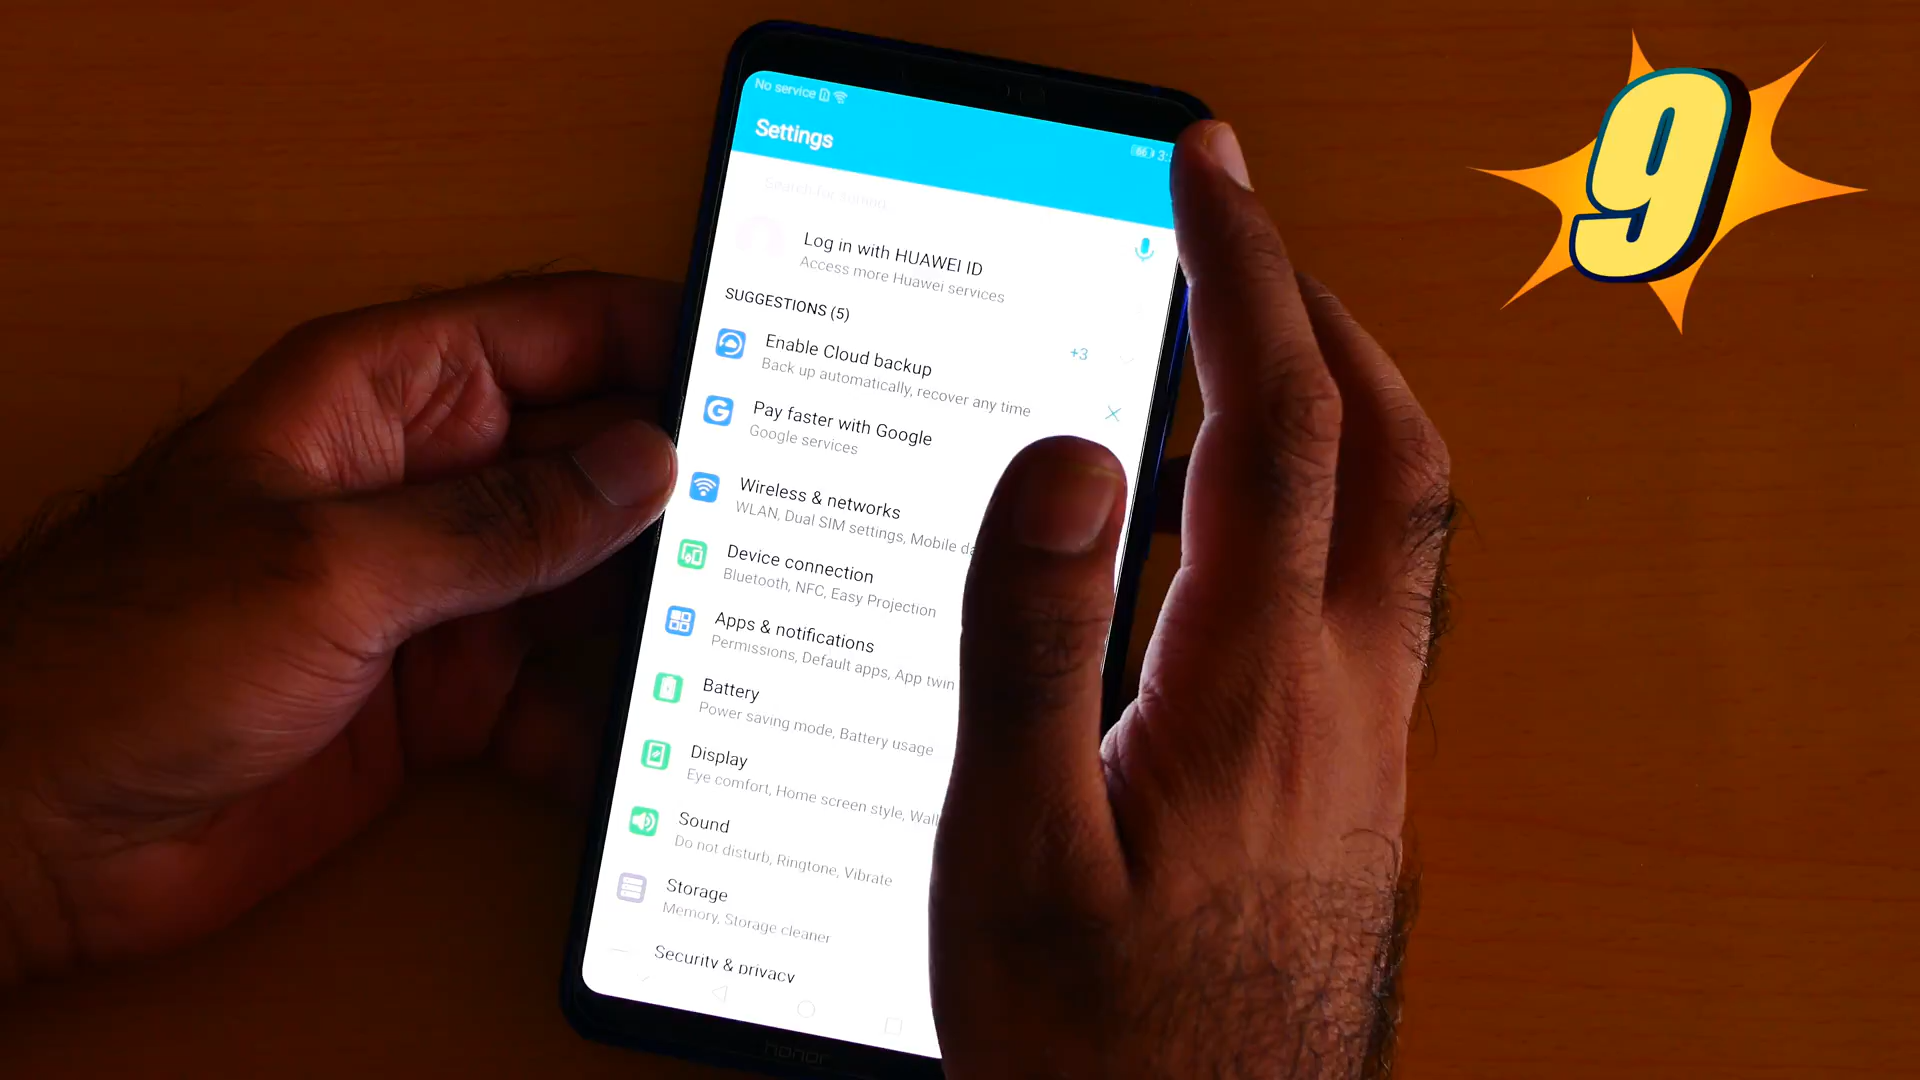 9
No service
66 3:
Settings
Log in with HUAWEI ID
Access more Huawei services
SUGGESTIONS (5)
Enable Cloud backup
Back up automatically, recover any time
+3
Pay faster with Google
Google services
Wireless & networks
WLAN, Dual SIM settings, Mobile da
Device connection
Bluetooth, NFC, Easy Projection
Apps & notifications
Permissions, Default apps, App twin
Battery
Power saving mode, Battery usage
Display
Eye comfort, Home screen style, Wall
Sound
Do not disturb, Ringtone, Vibrate
Storage
Memory, Storage cleaner
Security & privacy
honor